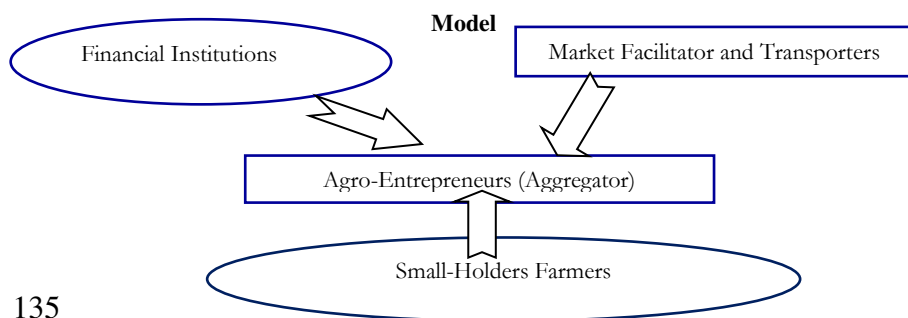 Model
Financial Institutions
Market Facilitator and Transporters
Agro-Entrepreneurs (Aggregator)
Small-Holders Farmers
135